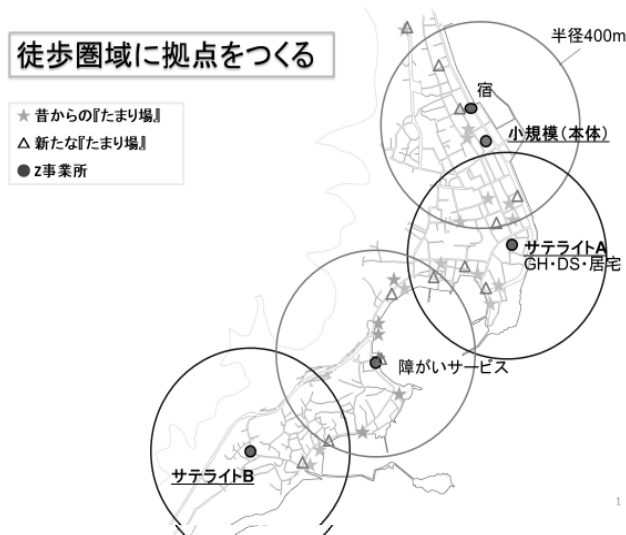 徒歩圏域に拠点をつくる
★ 昔からの『たまり場』
△ 新たな『たまり場』
● Z事業所
半径400m
宿
小規模（本体）
サテライトA
GH・DS・居宅
障がいサービス
サテライトB
1